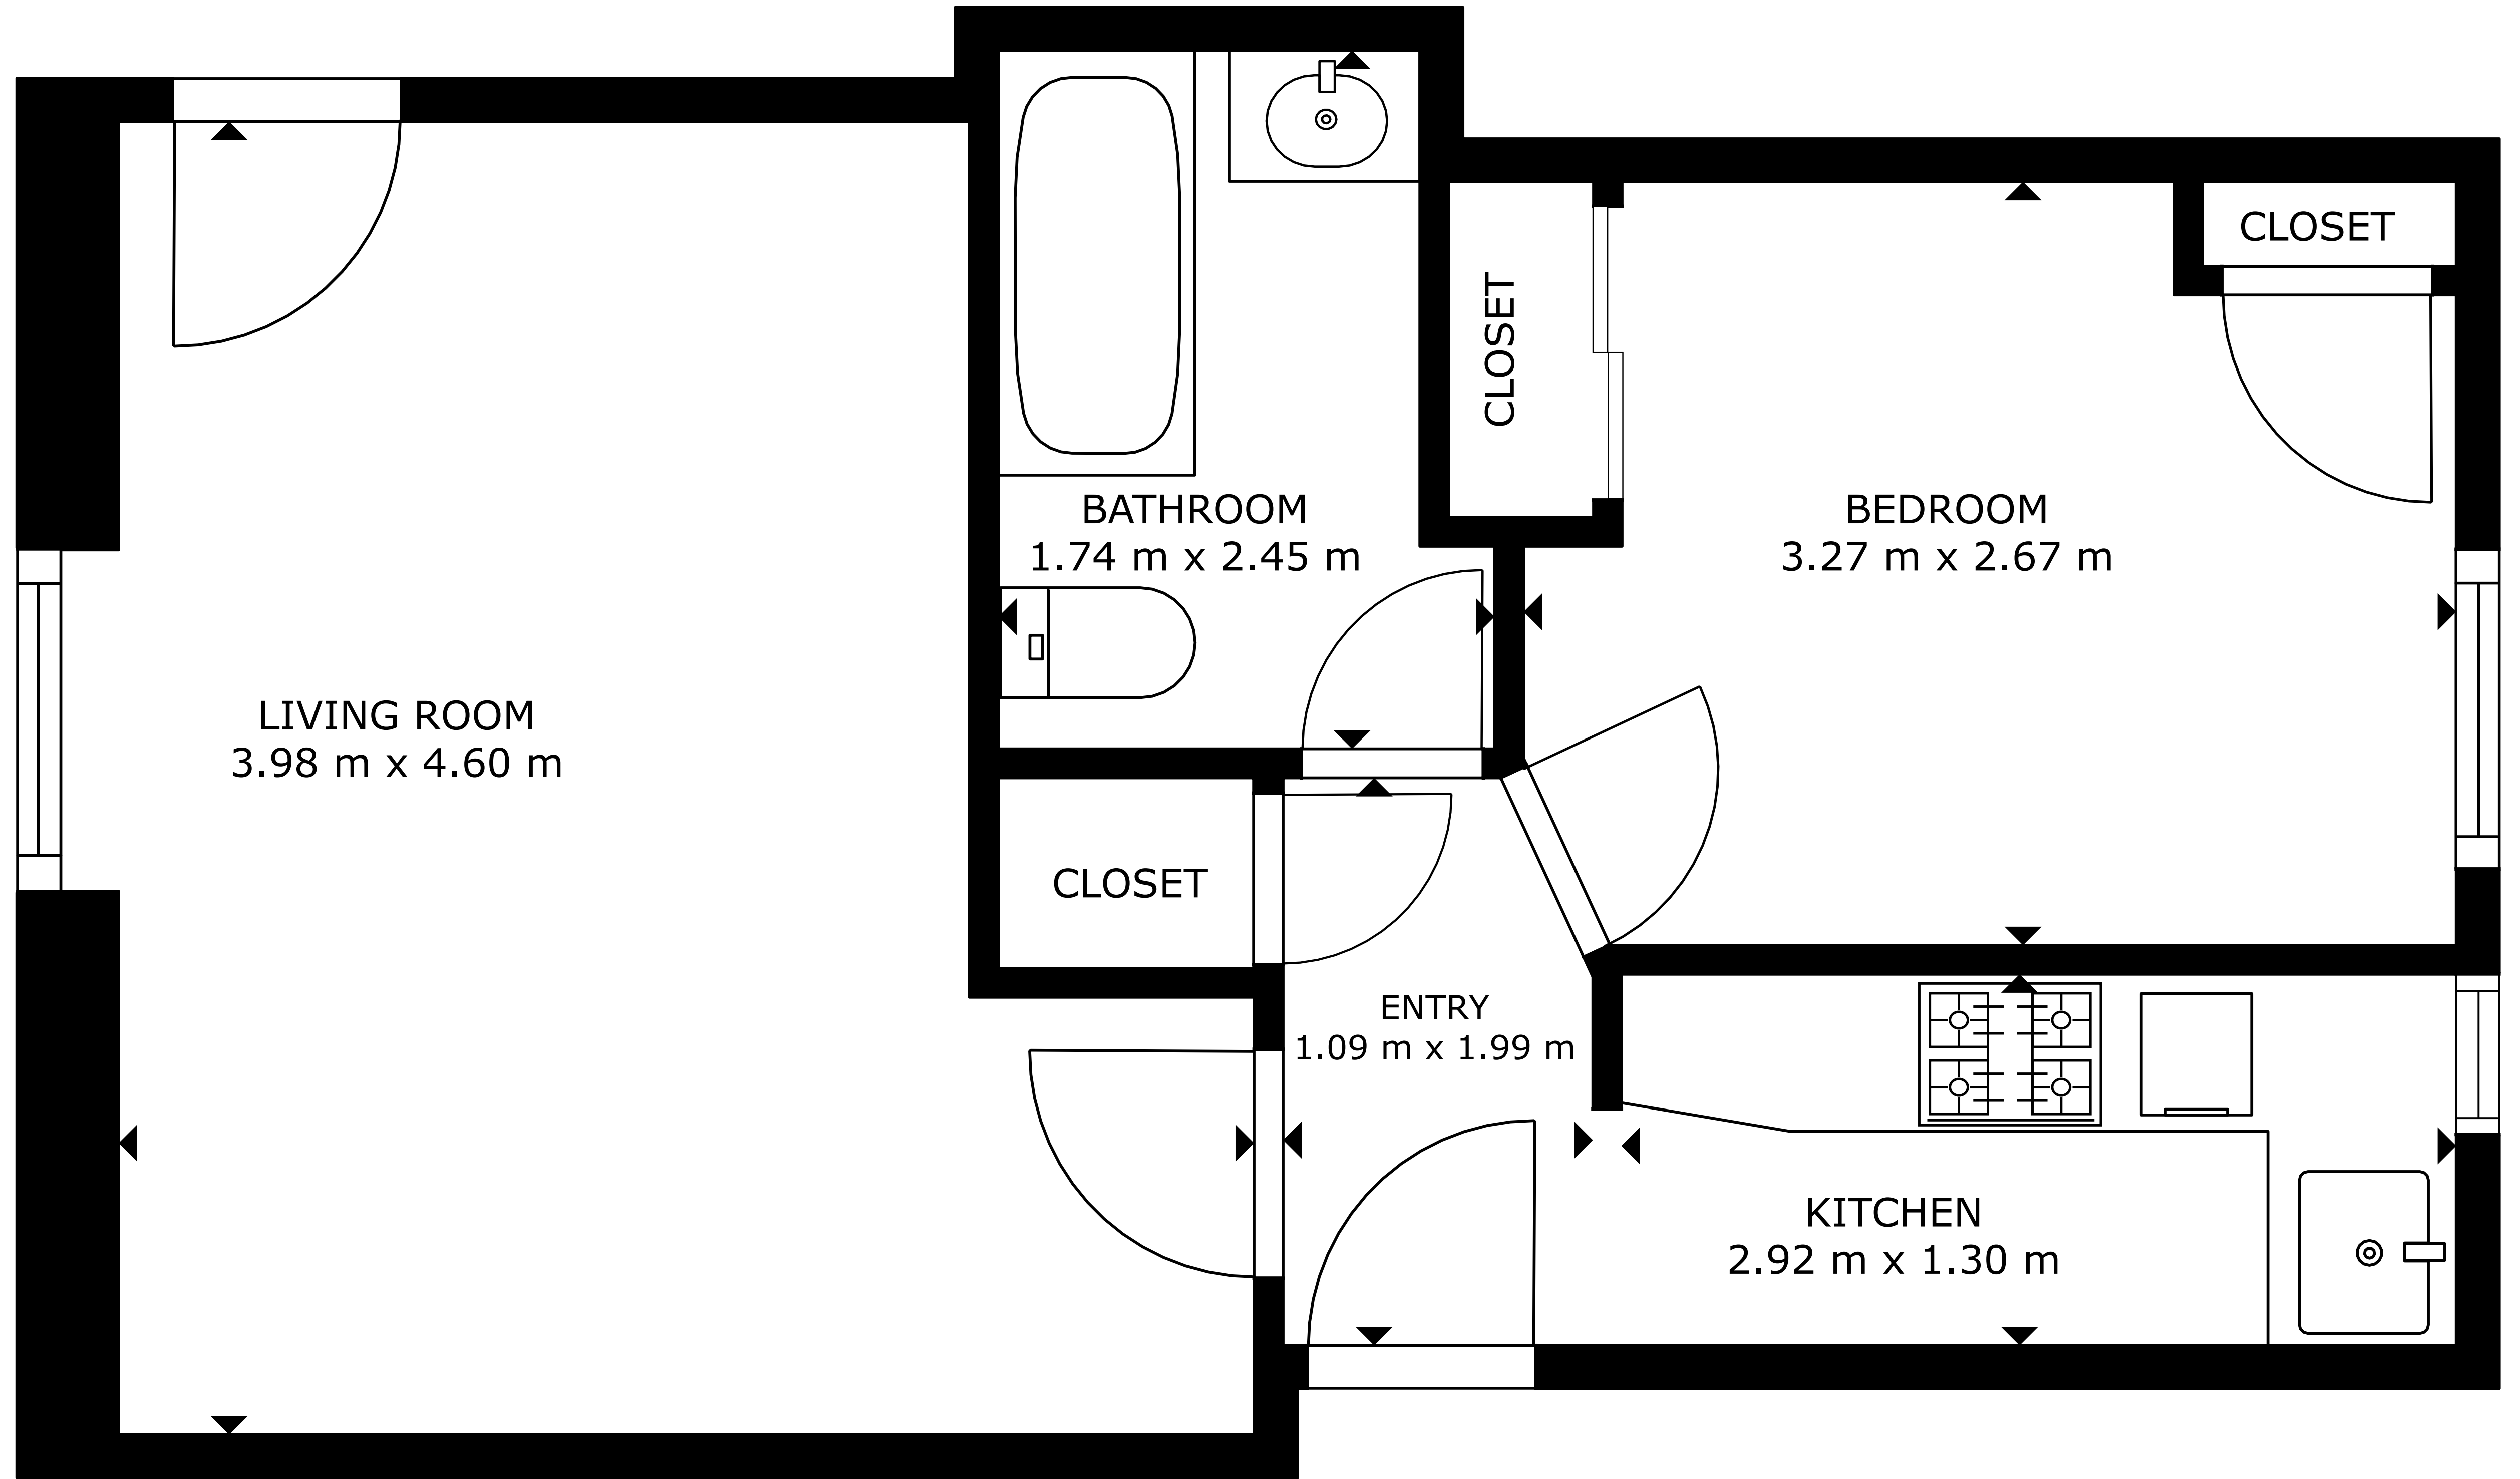 CLOSET
CLOSET
BATHROOM
1.74 m x 2.45 m
BEDROOM
3.27 m x 2.67 m
LIVING ROOM
3.98 m x 4.60 m
CLOSET
ENTRY
1.09 m x 1.99 m
KITCHEN
2.92 m x 1.30 m